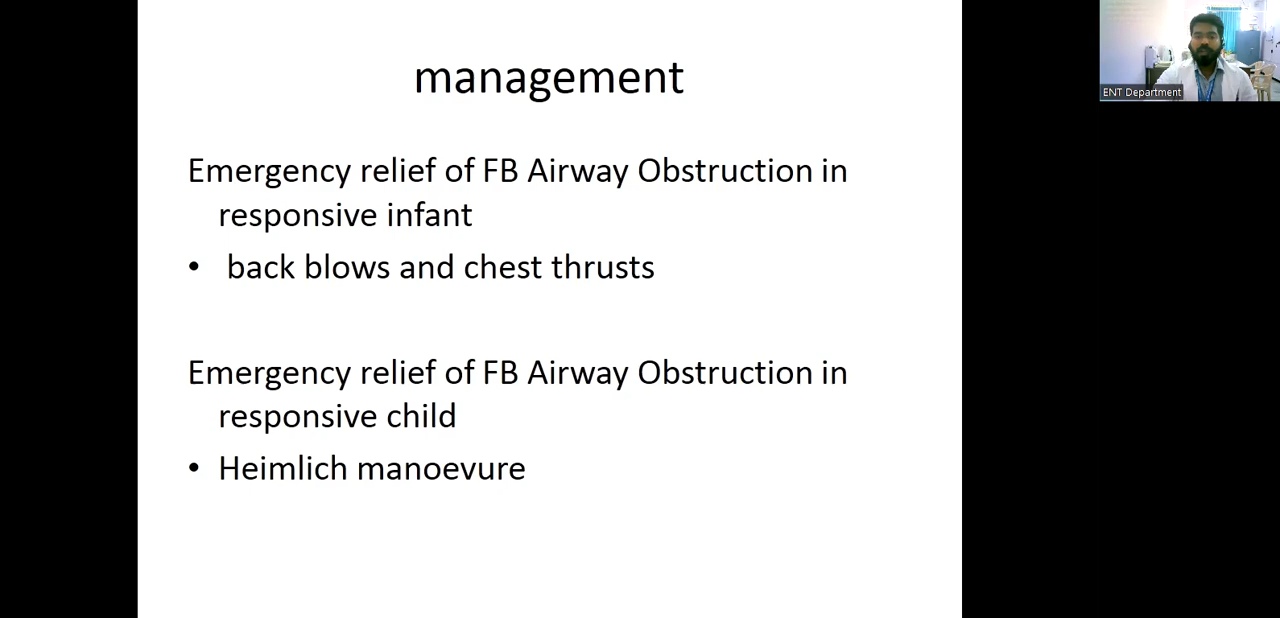 management
Emergency relief of FB Airway Obstruction in
responsive infant
• back blows and chest thrusts
Emergency relief of FB Airway Obstruction in
responsive child
• Heimlich manoevure
ENT Department